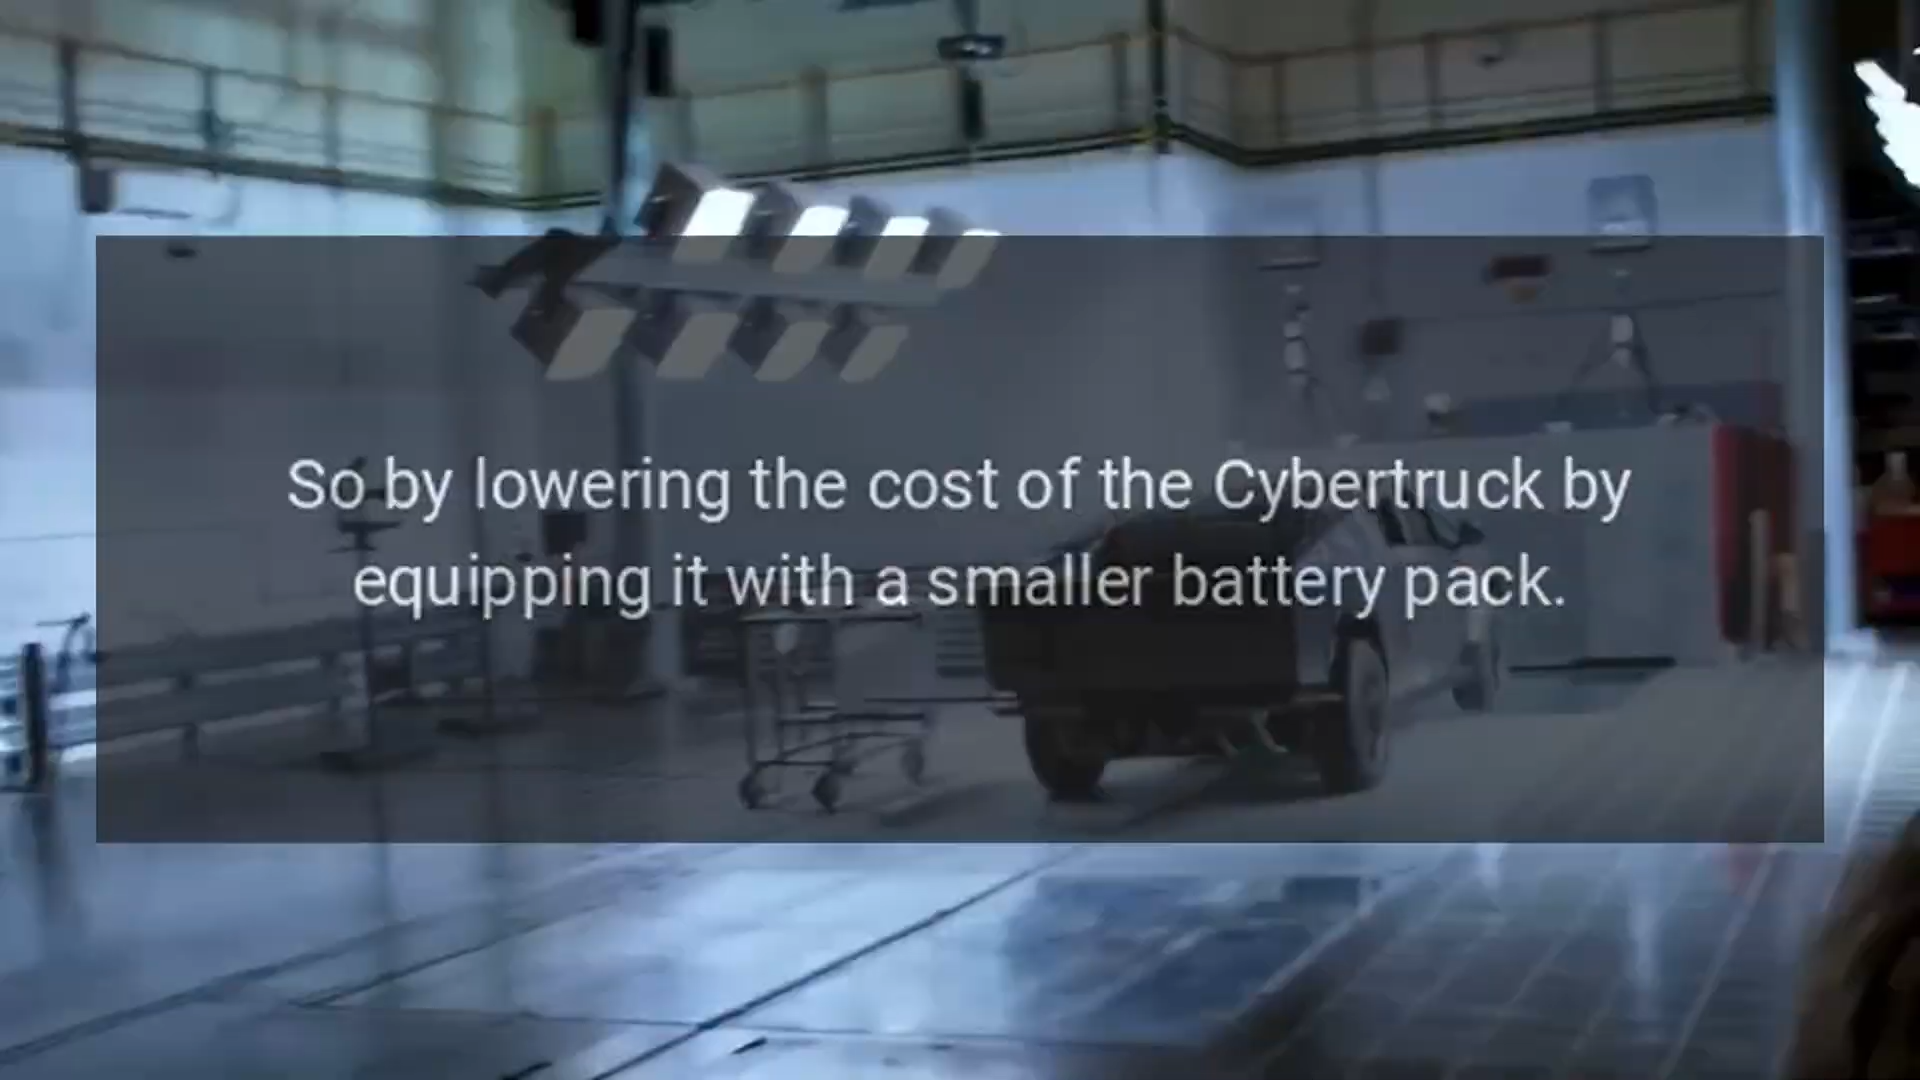 So by lowering the cost of the Cybertruck by
equipping it with a smaller battery pack.